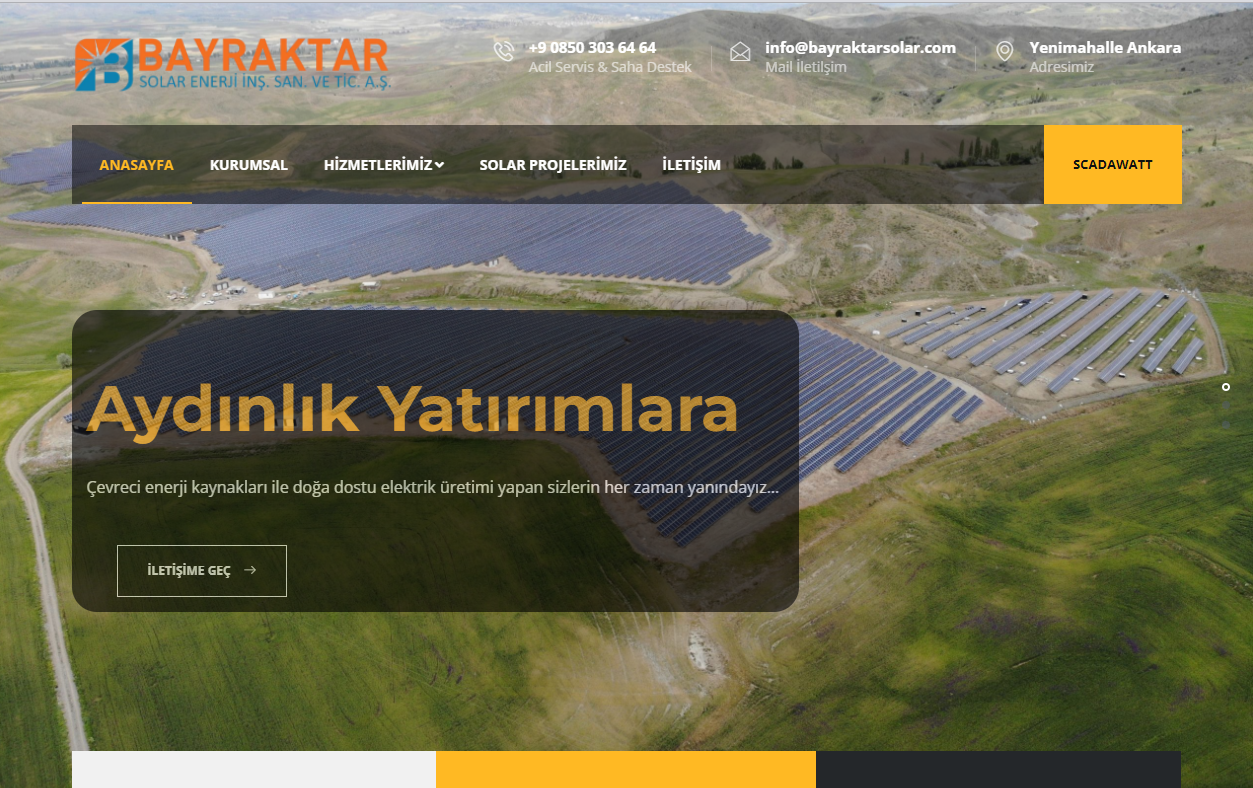 BAYRAKTAR
SOLAR ENERJİ İNŞ. SAN. VE TİC. A.Ş.
+9 0850 303 64 64
Acil Servis & Saha Destek
info@bayraktarsolar.com
Mail İletilşim
Yenimahalle Ankara
Adresimiz
ANASAYFA
KURUMSAL
HİZMETLERİMİZ
SOLAR PROJELERİMİZ
İLETİŞİM
SCADAWATT
Aydınlık Yatırımlara
Çevreci enerji kaynakları ile doğa dostu elektrik üretimi yapan sizlerin her zaman yanındayız...
İLETİŞİME GEÇ